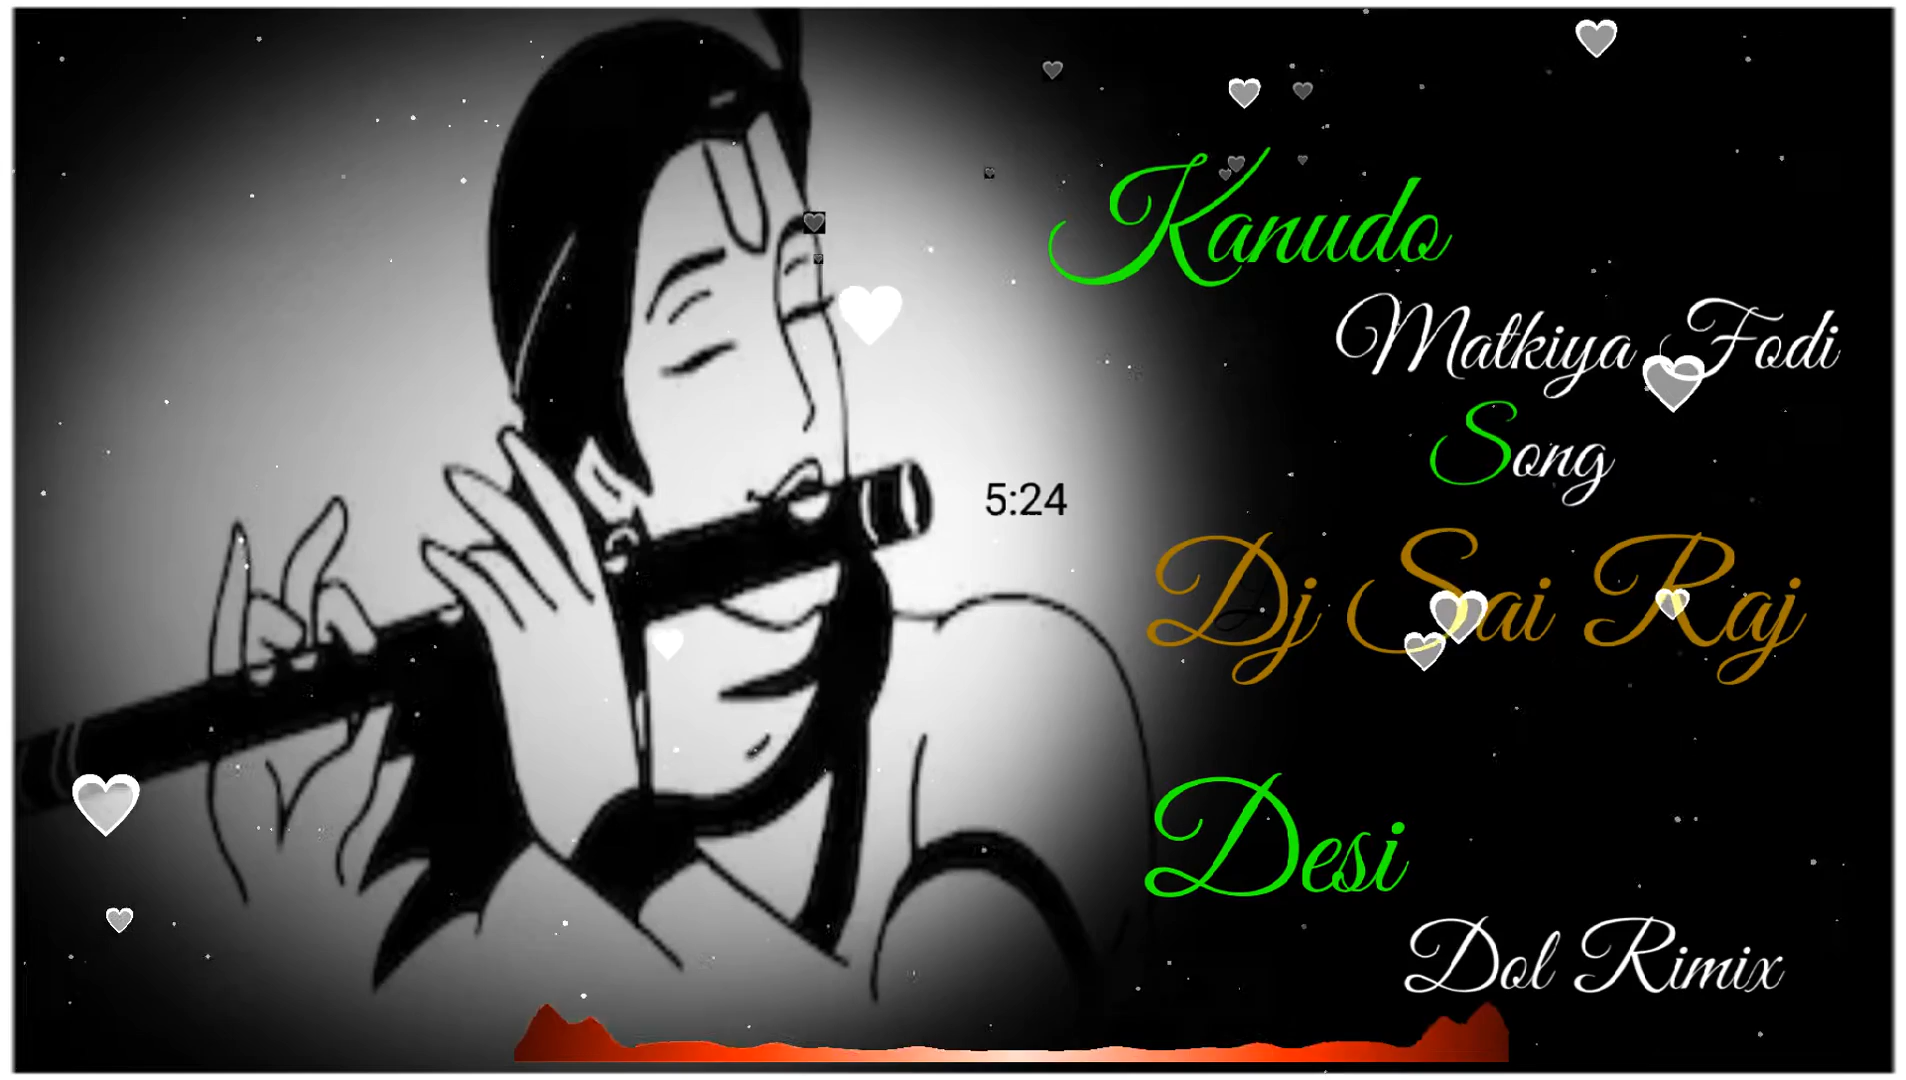 Kanudo
Matkiya Fodi
Song
5:24
Dj Sai Raj
Desi
Dol Rimix